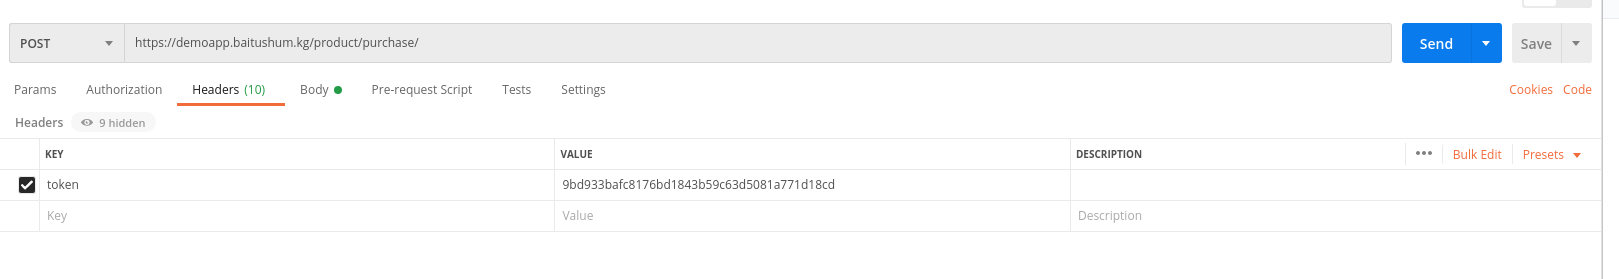 POST https://demoapp.baitushum.kg/product/purchase/ Send Save
Params Authorization Headers (10) Body Pre-request Script Tests Settings Cookies Code
Headers 9 hidden
KEY VALUE DESCRIPTION Bulk Edit Presets
token 9bd933bafc8176bd1843b59c63d5081a771d18cd
Key Value Description